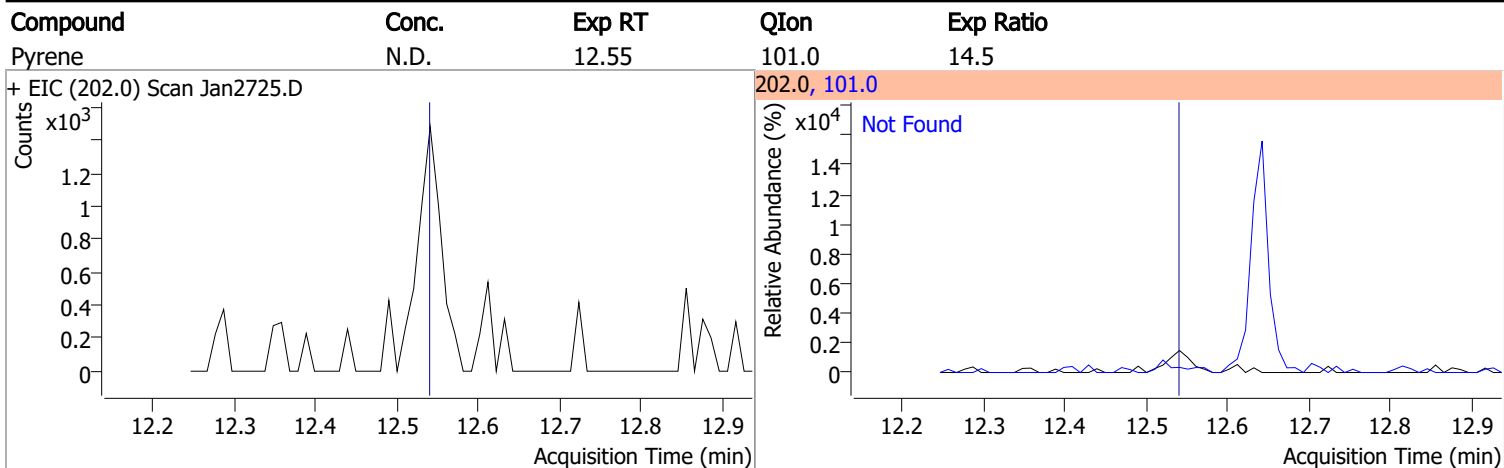 Compound Conc. Exp RT QIon Exp Ratio
Pyrene N.D. 12.55 101.0 14.5
+ EIC (202.0) Scan Jan2725.D
Counts
x10³
1.2
1
0.8
0.6
0.4
0.2
0
12.2 12.3 12.4 12.5 12.6 12.7 12.8 12.9
Acquisition Time (min)
202.0, 101.0
Relative Abundance (%)
x10⁴
Not Found
1.4
1.2
1
0.8
0.6
0.4
0.2
0
12.2 12.3 12.4 12.5 12.6 12.7 12.8 12.9
Acquisition Time (min)